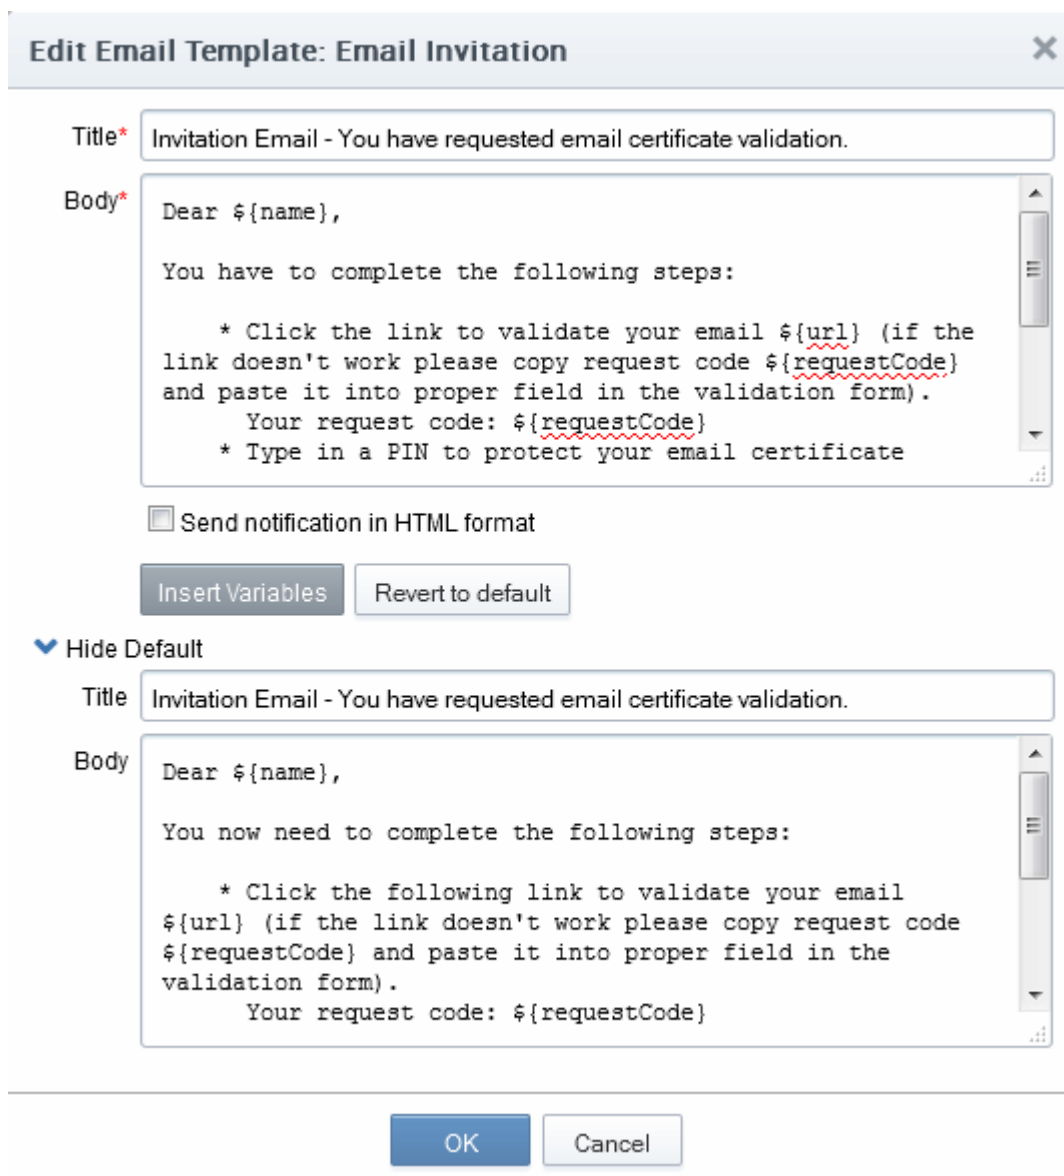 Edit Email Template: Email Invitation
Title* Invitation Email - You have requested email certificate validation.
Body* Dear ${name},
You have to complete the following steps:
* Click the link to validate your email ${url} (if the
link doesn't work please copy request code ${requestCode}
and paste it into proper field in the validation form).
Your request code: ${requestCode}
* Type in a PIN to protect your email certificate
Send notification in HTML format
Insert Variables Revert to default
Hide Default
Title Invitation Email - You have requested email certificate validation.
Body Dear ${name},
You now need to complete the following steps:
* Click the following link to validate your email
${url} (if the link doesn't work please copy request code
${requestCode} and paste it into proper field in the
validation form).
Your request code: ${requestCode}
OK Cancel